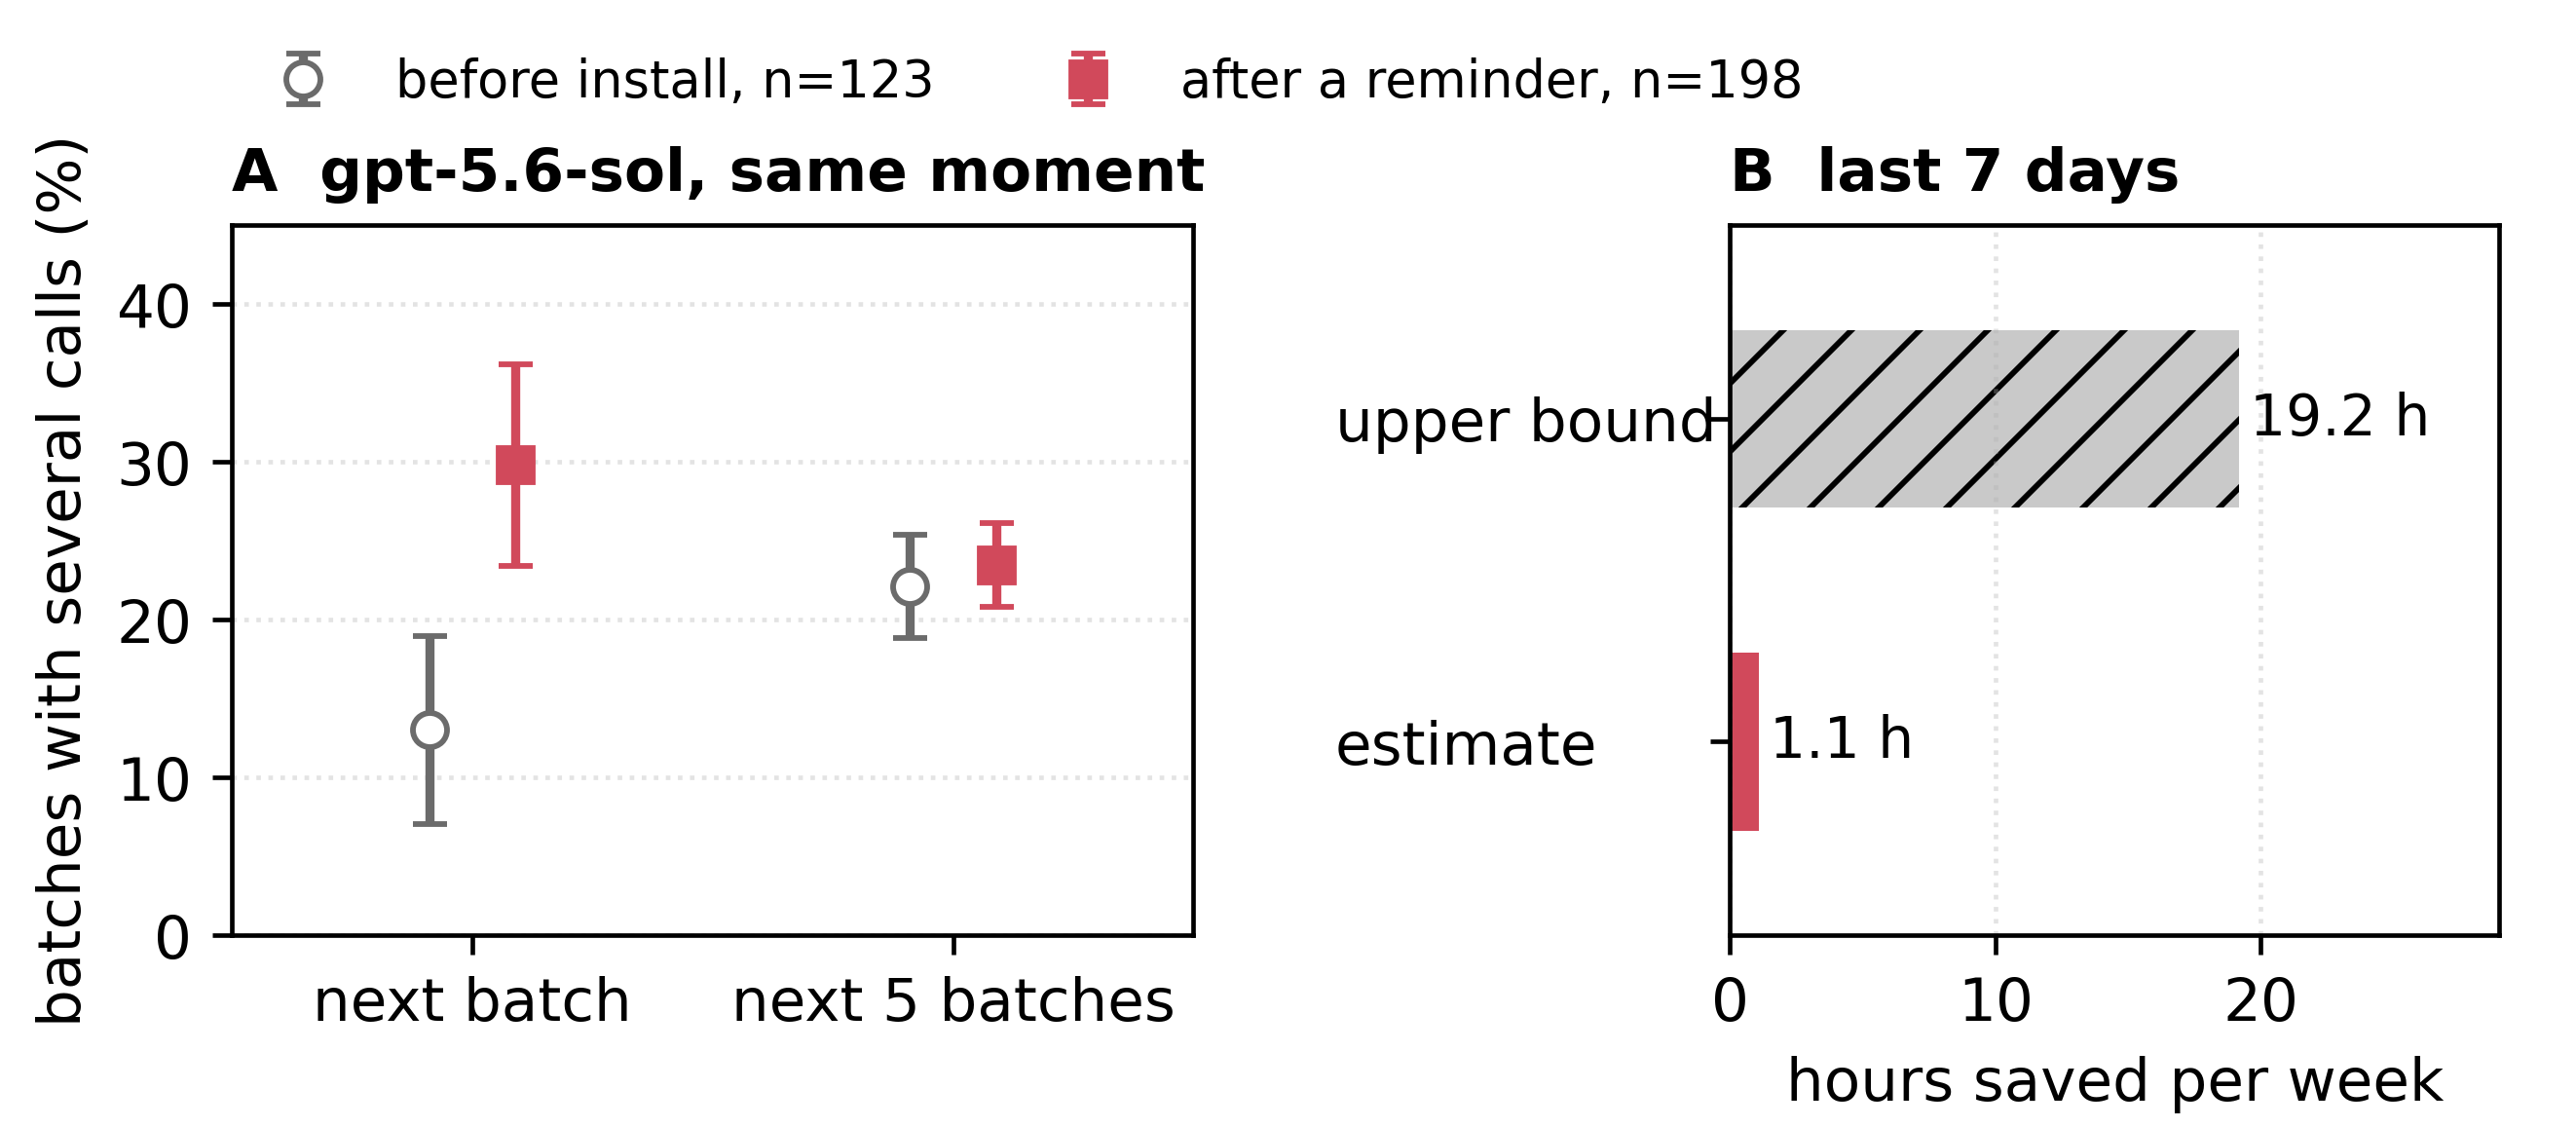 before install, n=123
after a reminder, n=198
A gpt-5.6-sol, same moment
batches with several calls (%)
40
30
20
10
0
next batch
next 5 batches
B last 7 days
upper bound
19.2 h
estimate
1.1 h
0
10
20
hours saved per week